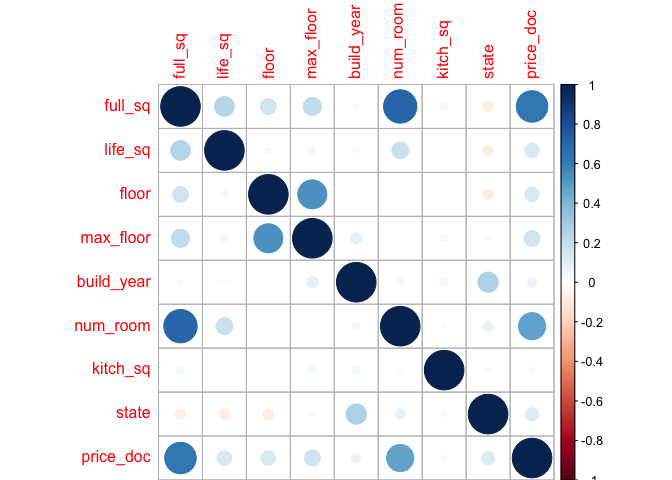 full_sq
life_sq
floor
max_floor
build_year
num_room
kitch_sq
state
price_doc
full_sq
life_sq
floor
max_floor
build_year
num_room
kitch_sq
state
price_doc
1
0.8
0.6
0.4
0.2
0
-0.2
-0.4
-0.6
-0.8
-1